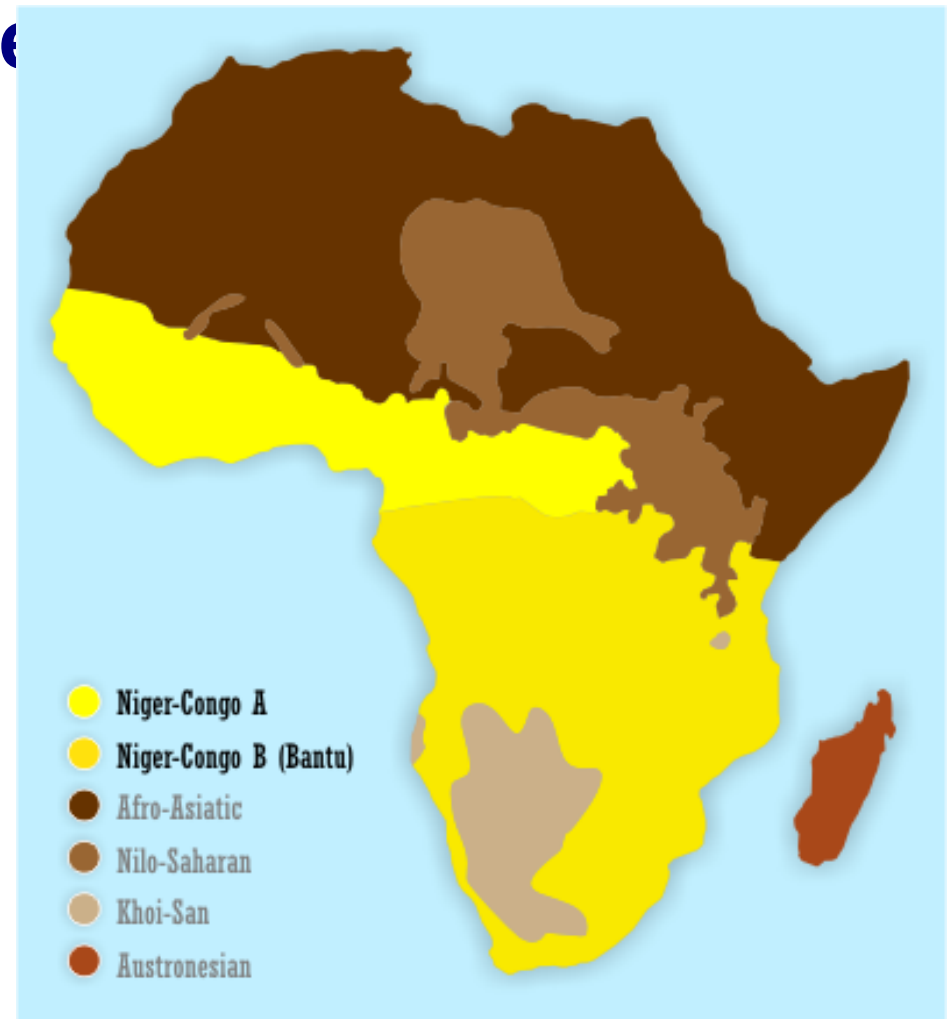 e
Niger-Congo A
Niger-Congo B (Bantu)
Afro-Asiatic
Nilo-Saharan
Khoi-San
Austronesian